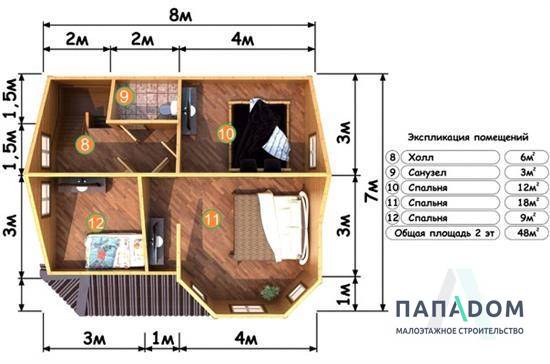 8м
2м 2м 4м
1,5м
1,5м
3м
3м
3м
1м
7м
9
8
10
12
11
3м 1м 4м
Экспликация помещений
8 Холл 6м²
9 Санузел 3м²
10 Спальня 12м²
11 Спальня 18м²
12 Спальня 9м²
Общая площадь 2 эт 48м²
ПАПАDОМ
МАЛОЭТАЖНОЕ СТРОИТЕЛЬСТВО